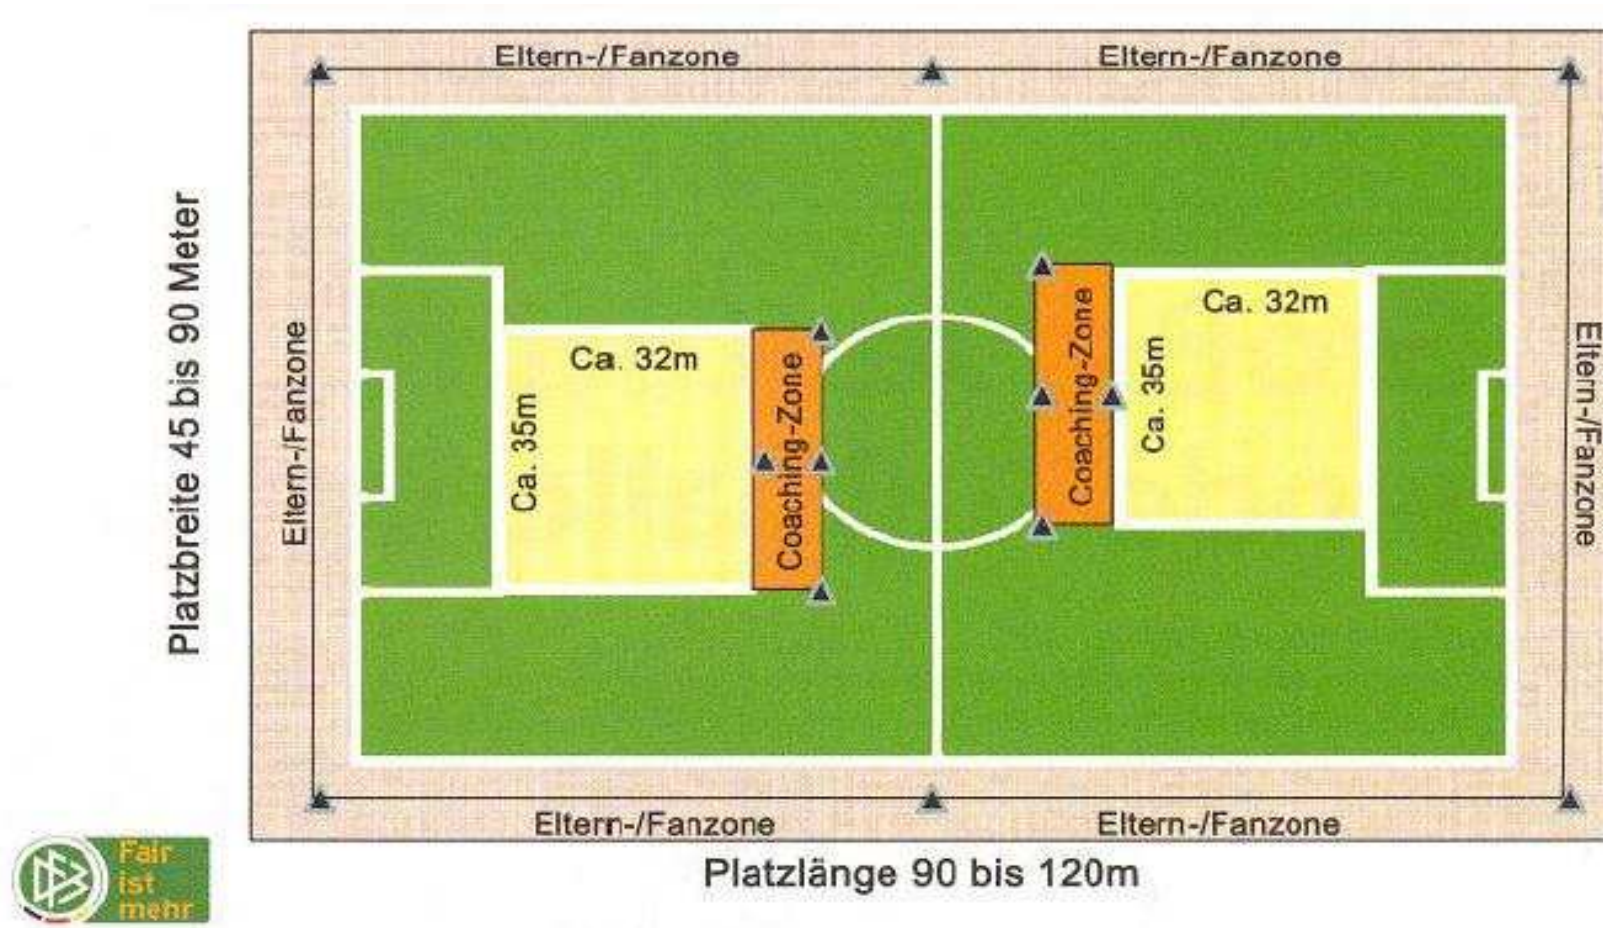 Eltern-/Fanzone
Eltern-/Fanzone
Platzbreite 45 bis 90 Meter
Eltern-/Fanzone
Ca. 32m
Ca. 35m
Coaching-Zone
Coaching-Zone
Ca. 32m
Ca. 35m
Eltern-/Fanzone
Eltern-/Fanzone
Eltern-/Fanzone
Platzlänge 90 bis 120m
DFB
Fair
ist
mehr